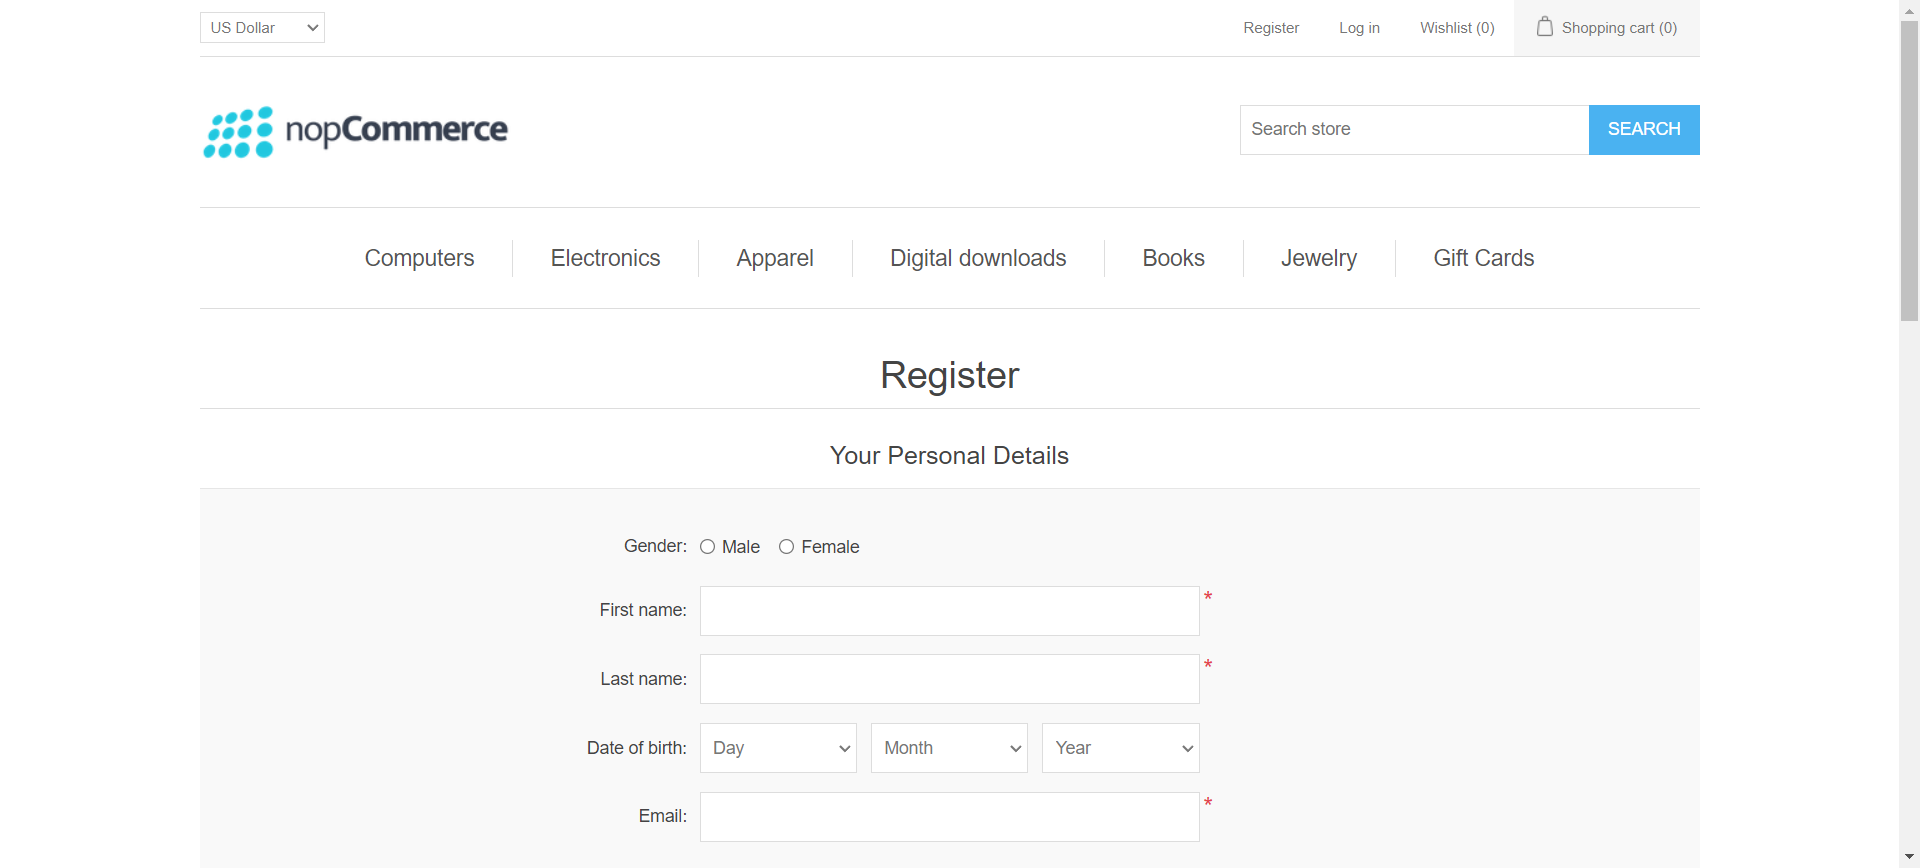 US Dollar Register Log in Wishlist (0) Shopping cart (0)
nopCommerce Search store SEARCH
Computers Electronics Apparel Digital downloads Books Jewelry Gift Cards
Register
Your Personal Details
Gender: Male Female
First name: *
Last name: *
Date of birth: Day Month Year
Email: *